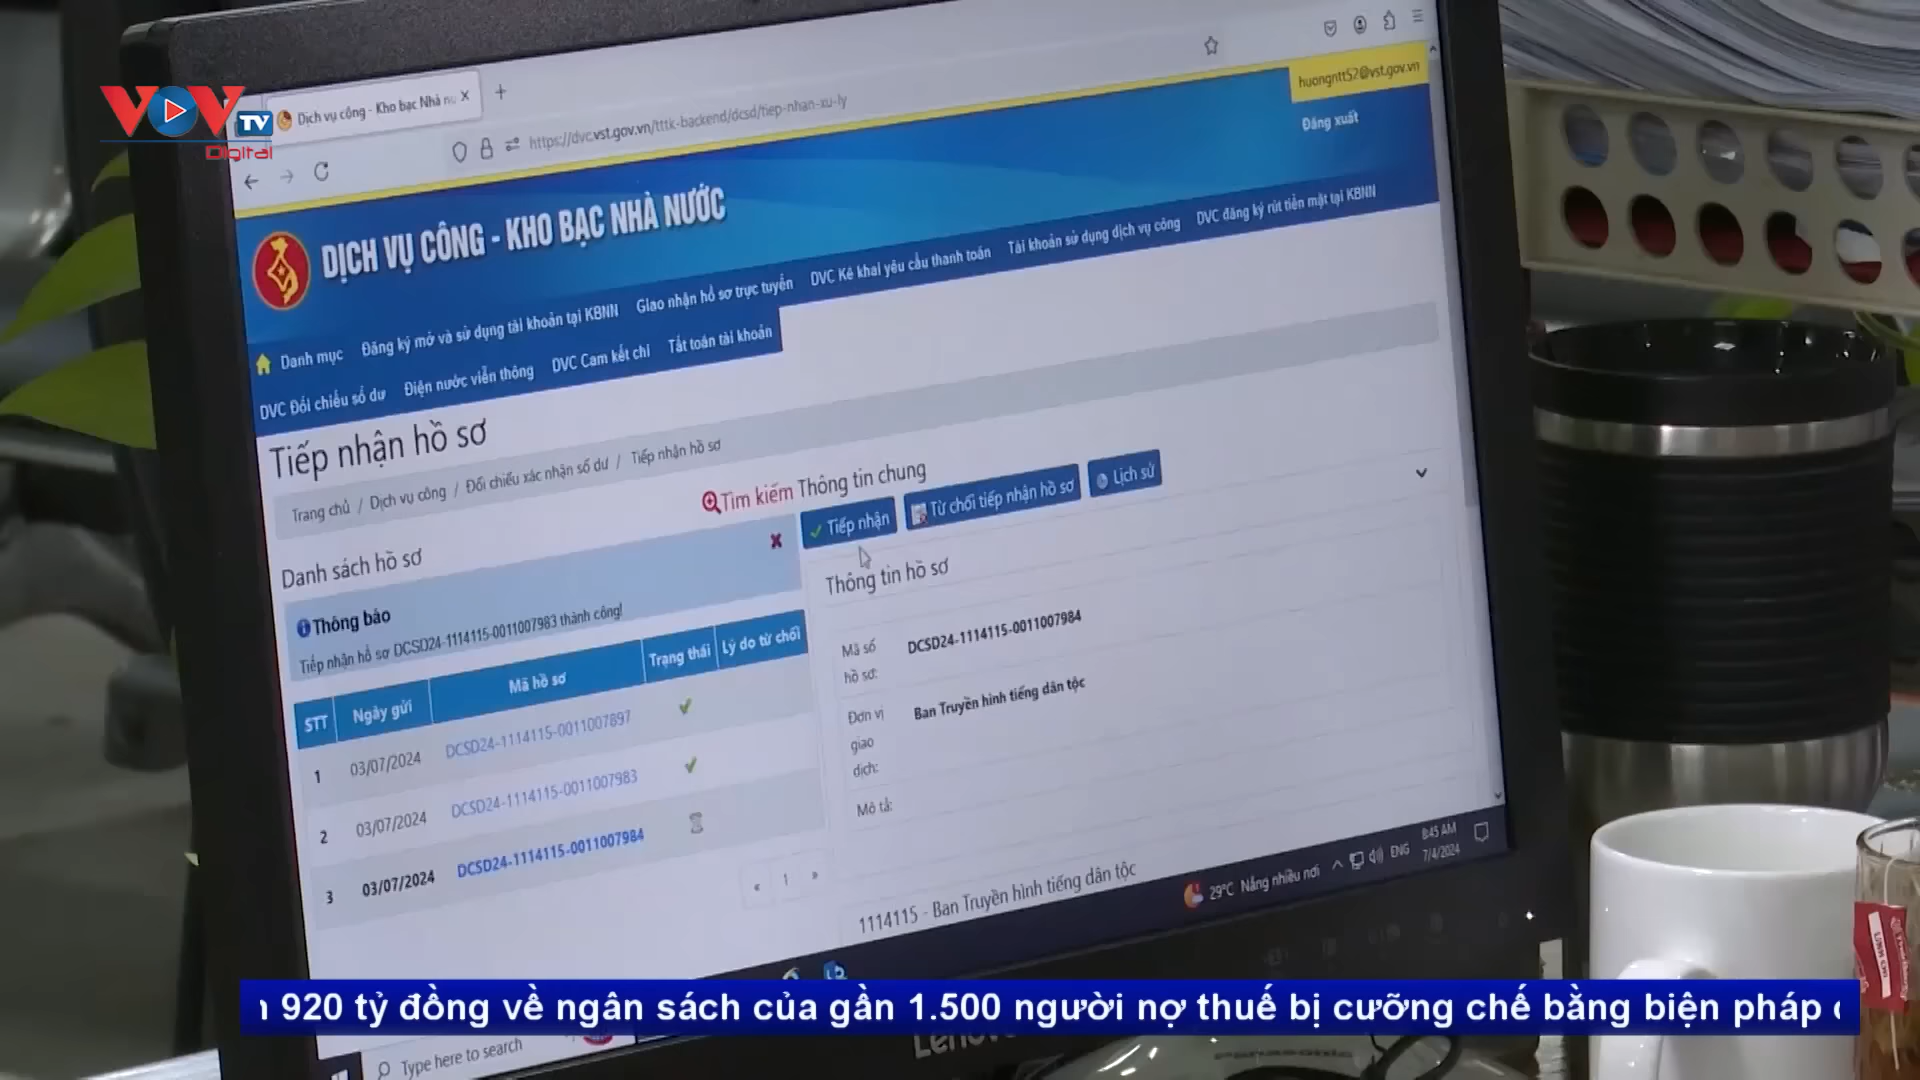 VOV TV
Digital
Dịch vụ công - Kho bạc Nhà nư
https://dvc.vst.gov.vn/tttk-backend/dcsd/tiep-nhan-xu-ly
huongntt52@vst.gov.vn
Đăng xuất
DỊCH VỤ CÔNG - KHO BẠC NHÀ NƯỚC
Danh mục Đăng ký mở và sử dụng tài khoản tại KBNN Giao nhận hồ sơ trực tuyến DVC Kê khai yêu cầu thanh toán Tài khoản sử dụng dịch vụ công DVC đăng ký rút tiền mặt tại KBNN
DVC Đối chiếu số dư Điện nước viễn thông DVC Cam kết chi Tất toán tài khoản
Tiếp nhận hồ sơ
Trang chủ / Dịch vụ công / Đối chiếu xác nhận số dư / Tiếp nhận hồ sơ
Tìm kiếm Thông tin chung
Danh sách hồ sơ
Tiếp nhận Từ chối tiếp nhận hồ sơ Lịch sử
Thông báo
Tiếp nhận hồ sơ DCSD24-1114115-0011007983 thành công!
STT Ngày gửi Mã hồ sơ Trạng thái Lý do từ chối
1 03/07/2024 DCSD24-1114115-0011007897
2 03/07/2024 DCSD24-1114115-0011007983
3 03/07/2024 DCSD24-1114115-0011007984
« 1 »
Thông tin hồ sơ
Mã số hồ sơ: DCSD24-1114115-0011007984
Đơn vị giao dịch: Ban Truyền hình tiếng dân tộc
Mô tả:
1114115 - Ban Truyền hình tiếng dân tộc
29°C Nắng nhiều nơi ENG 8:45 AM
7/4/2024
920 tỷ đồng về ngân sách của gần 1.500 người nợ thuế bị cưỡng chế bằng biện pháp
Type here to search
Lenovo
Panasonic